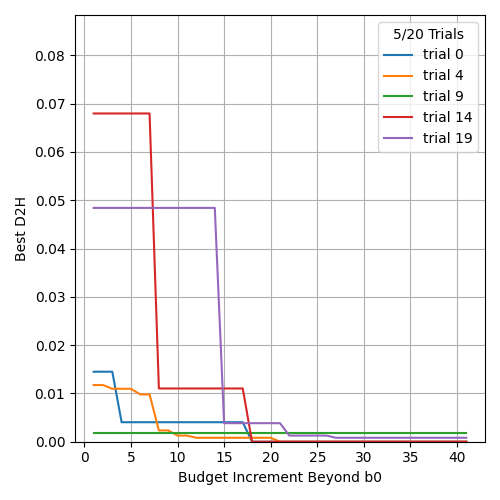 5/20 Trials
trial 0
trial 4
trial 9
trial 14
trial 19
Best D2H
0.08
0.07
0.06
0.05
0.04
0.03
0.02
0.01
0.00
0 5 10 15 20 25 30 35 40
Budget Increment Beyond b0